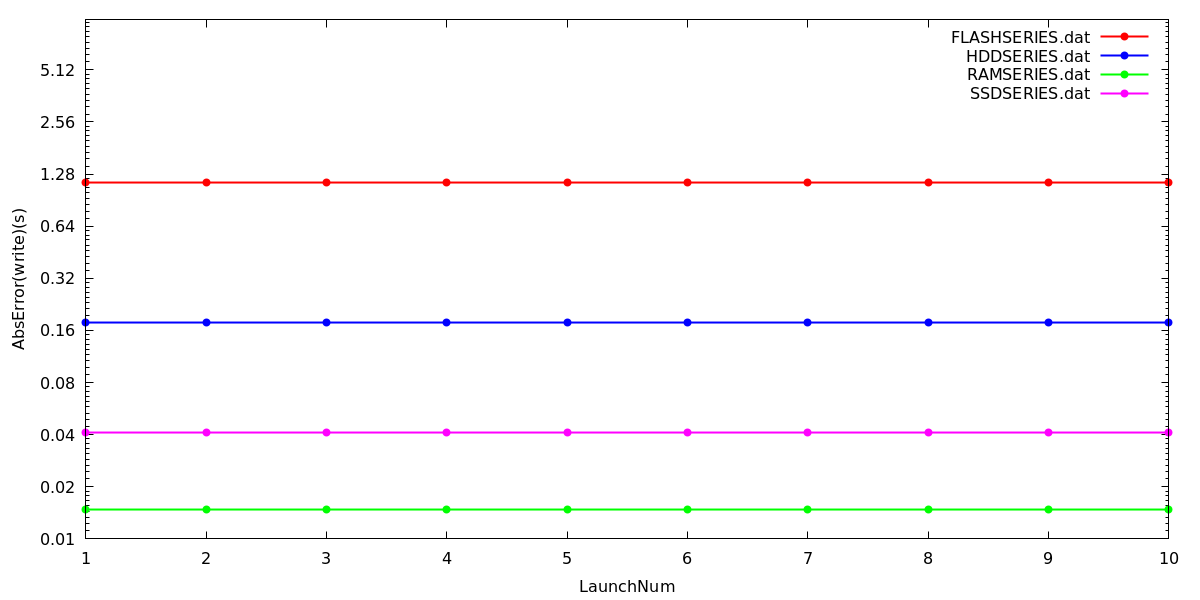 FLASHSERIES.dat
HDDSERIES.dat
RAMSERIES.dat
SSDSERIES.dat
5.12
2.56
1.28
0.64
0.32
0.16
0.08
0.04
0.02
0.01
AbsError(write)(s)
1 2 3 4 5 6 7 8 9 10
LaunchNum